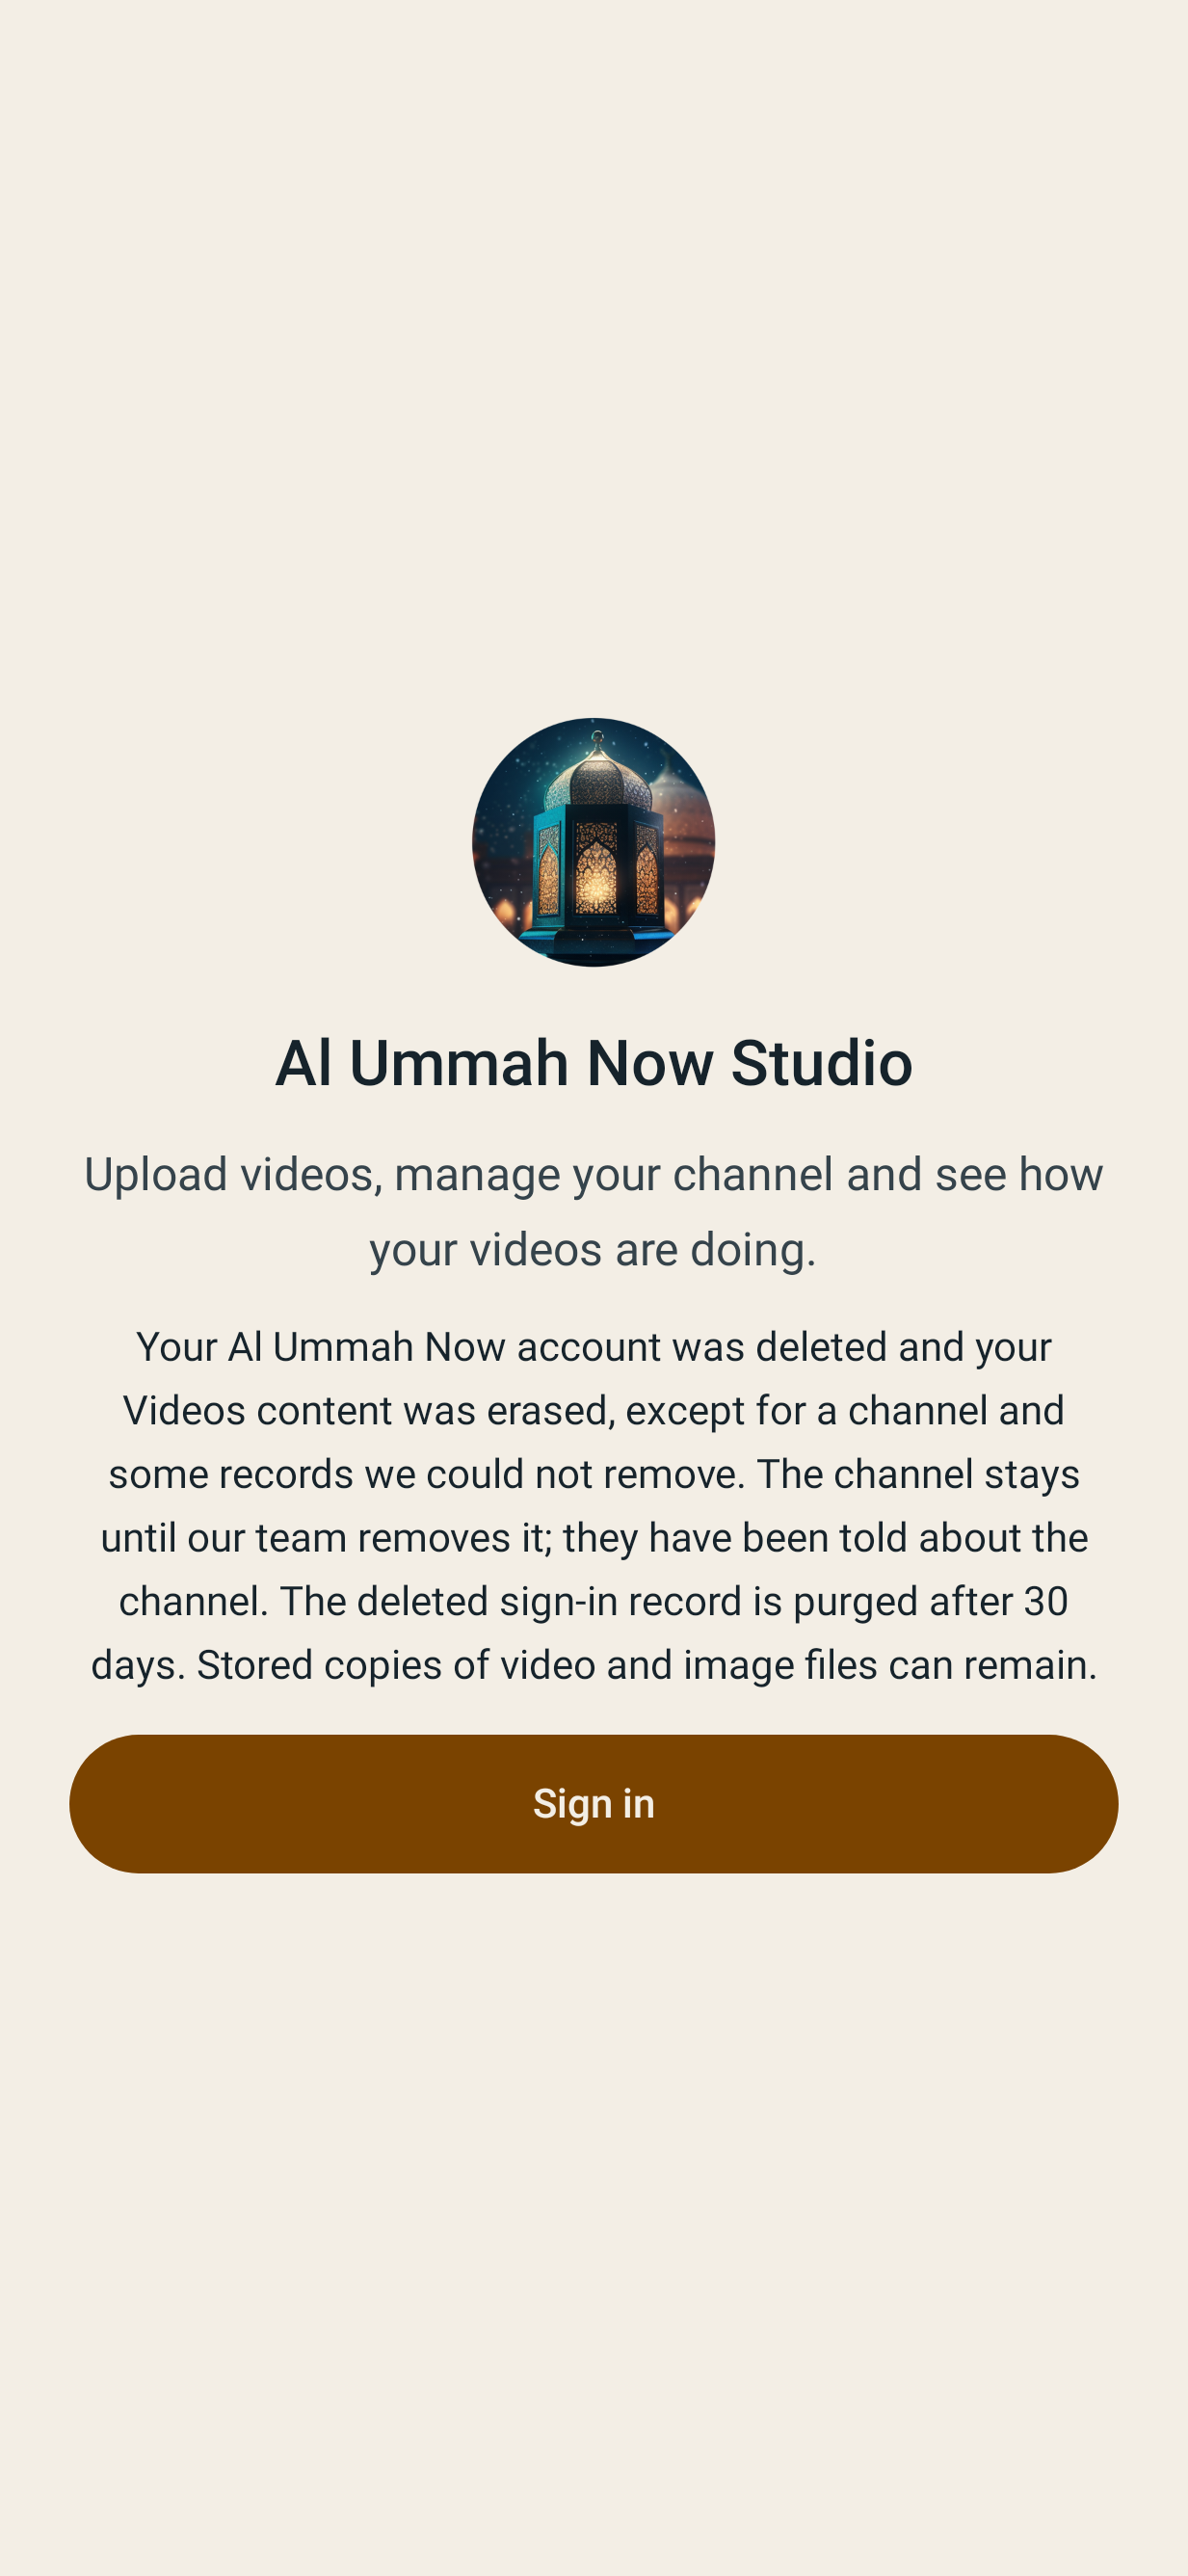 Al Ummah Now Studio
Upload videos, manage your channel and see how
your videos are doing.
Your Al Ummah Now account was deleted and your
Videos content was erased, except for a channel and
some records we could not remove. The channel stays
until our team removes it; they have been told about the
channel. The deleted sign-in record is purged after 30
days. Stored copies of video and image files can remain.
Sign in